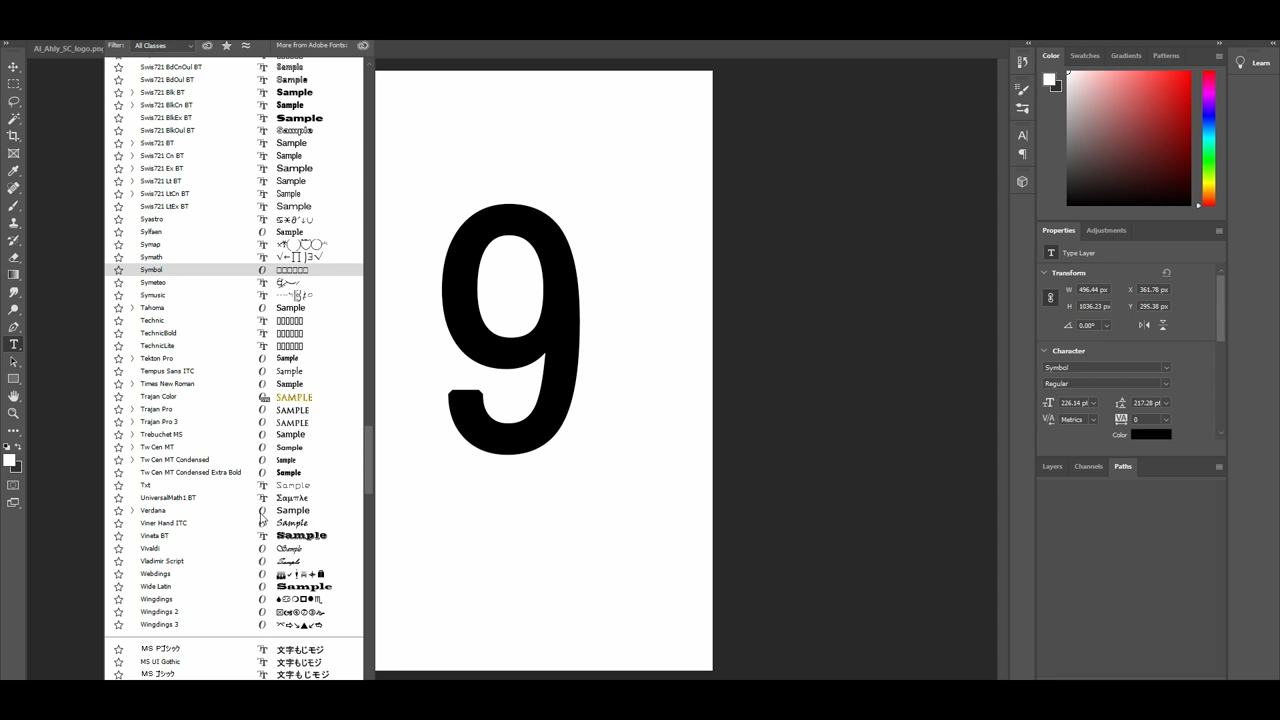 Al_Ahly_SC_logo.png
Filter: All Classes More from Adobe Fonts:
Swis721 BdCnOul BT Sample
Swis721 BdOul BT Sample
Swis721 Blk BT Sample
Swis721 BlkCn BT Sample
Swis721 BlkEx BT Sample
Swis721 BlkOul BT Sample
Swis721 BT Sample
Swis721 Cn BT Sample
Swis721 Ex BT Sample
Swis721 Lt BT Sample
Swis721 LtCn BT Sample
Swis721 LtEx BT Sample
Syastro
Sylfaen Sample
Symap
Symath
Symbol
Symeteo
Symusic
Tahoma Sample
Technic
TechnicBold
TechnicLite
Tekton Pro Sample
Tempus Sans ITC Sample
Times New Roman Sample
Trajan Color SAMPLE
Trajan Pro SAMPLE
Trajan Pro 3 SAMPLE
Trebuchet MS Sample
Tw Cen MT Sample
Tw Cen MT Condensed Sample
Tw Cen MT Condensed Extra Bold Sample
Txt Sample
UniversalMath1 BT Σαμπλε
Verdana Sample
Viner Hand ITC Sample
Vineta BT Sample
Vivaldi Sample
Vladimir Script Sample
Webdings
Wide Latin Sample
Wingdings
Wingdings 2
Wingdings 3
MS Pゴシック 文字もじモジ
MS UI Gothic 文字もじモジ
MS ゴシック 文字もじモジ
9
Color Swatches Gradients Patterns
Learn
Properties Adjustments
T Type Layer
Transform
W 496.44 px X 361.78 px
H 1036.23 px Y 295.38 px
0.00°
Character
Symbol
Regular
226.14 pt 217.28 pt
Metrics 0
Color
Layers Channels Paths